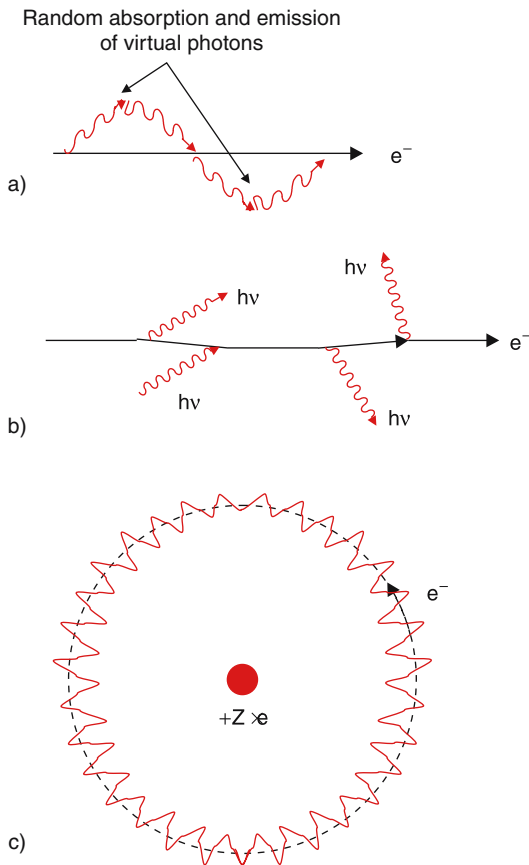 Random absorption and emission
of virtual photons
e⁻
a)
hν
hν
e⁻
hν
hν
b)
e⁻
+Z×e
c)